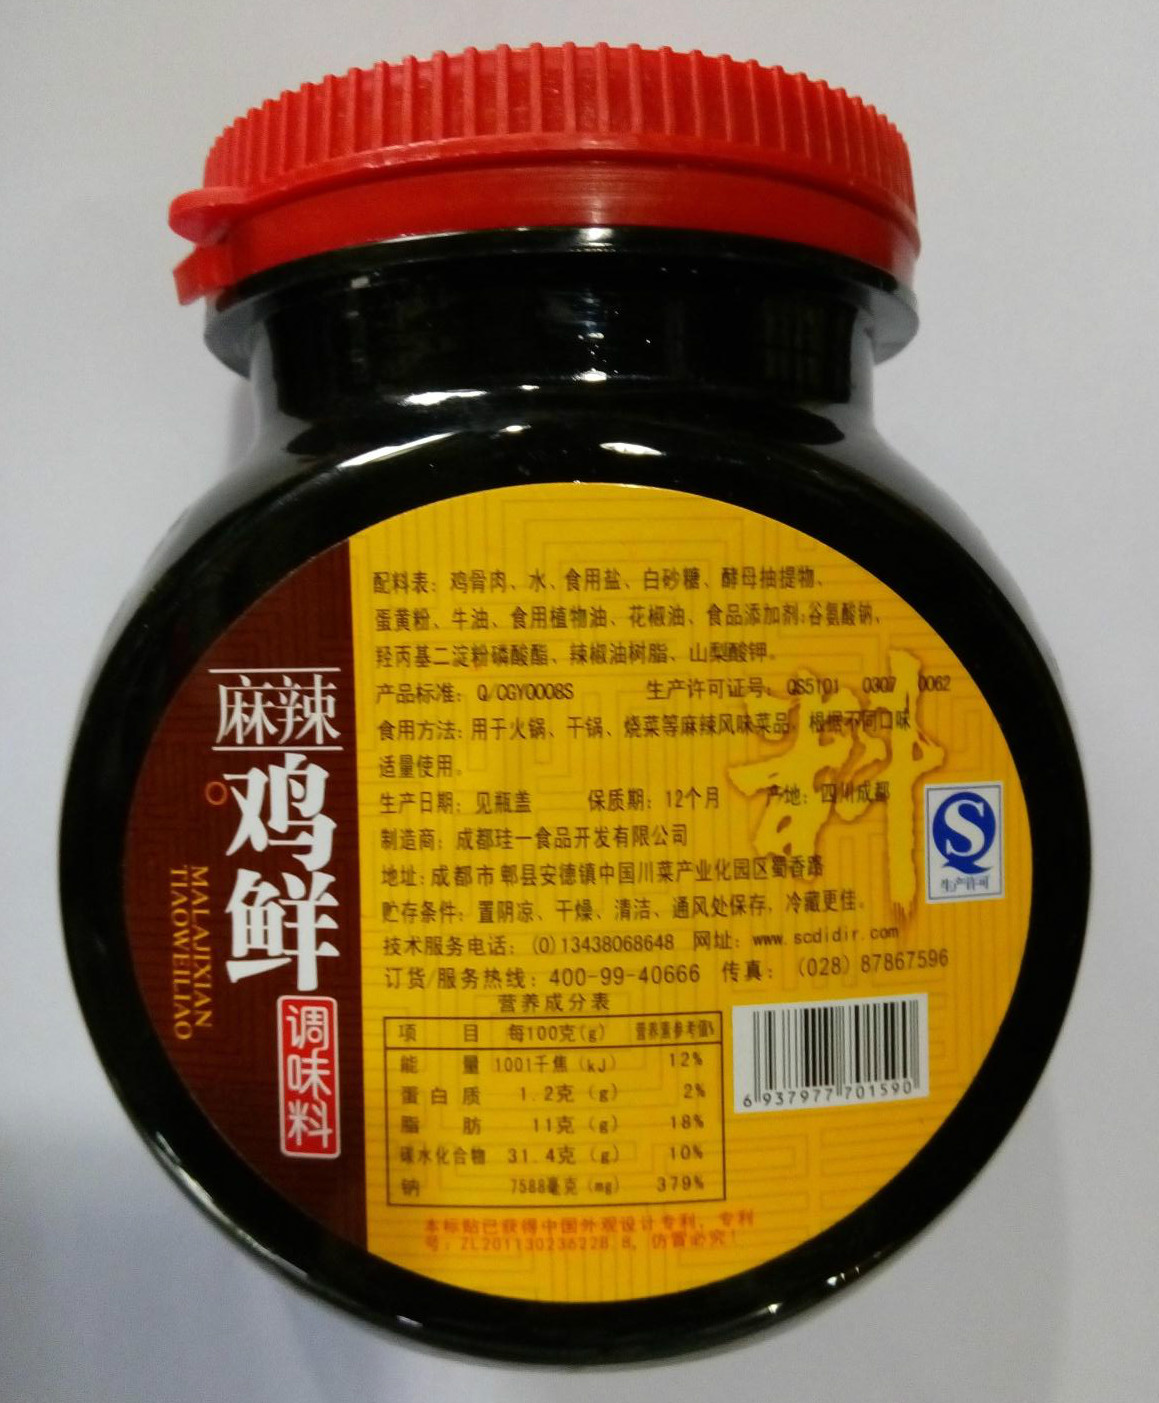 麻辣
鸡鲜
调味料
MALAJIXIAN
TIAOWEILIAO
配料表：鸡骨肉、水、食用盐、白砂糖、酵母抽提物、
蛋黄粉、牛油、食用植物油、花椒油、食品添加剂:谷氨酸钠、
羟丙基二淀粉磷酸酯、辣椒油树脂、山梨酸钾。
产品标准：Q/CGY0008S 生产许可证号：QS5101 0307 0062
食用方法：用于火锅、干锅、烧菜等麻辣风味菜品，根据不同口味
适量使用。
生产日期：见瓶盖 保质期：12个月 产地：四川成都
制造商：成都珪一食品开发有限公司
地址：成都市郫县安德镇中国川菜产业化园区蜀香路
贮存条件：置阴凉、干燥、清洁、通风处保存，冷藏更佳。
技术服务电话：(0)13438068648 网址：www.scdidir.com
订货/服务热线：400-99-40666 传真：(028)87867596
生产许可
营养成分表
项目 每100克(g) 营养素参考值%
能量 1001千焦(kJ) 12%
蛋白质 1.2克(g) 2%
脂肪 11克(g) 18%
碳水化合物 31.4克(g) 10%
钠 7588毫克(mg) 379%
6 937977 701590
本标贴已获得中国外观设计专利，专利
号：ZL201130236228.8，仿冒必究！